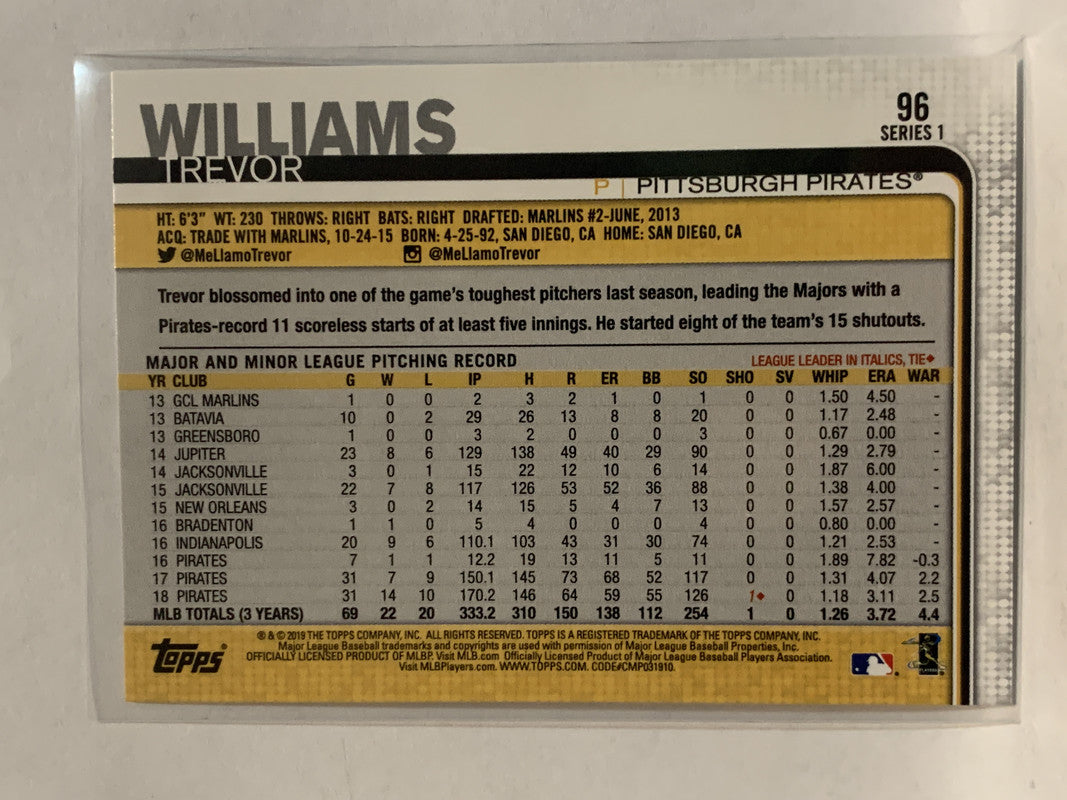 WILLIAMS
TREVOR
96
SERIES 1
P | PITTSBURGH PIRATES®
HT: 6'3" WT: 230 THROWS: RIGHT BATS: RIGHT DRAFTED: MARLINS #2-JUNE, 2013
ACQ: TRADE WITH MARLINS, 10-24-15 BORN: 4-25-92, SAN DIEGO, CA HOME: SAN DIEGO, CA
@MeLlamoTrevor @MeLlamoTrevor
Trevor blossomed into one of the game's toughest pitchers last season, leading the Majors with a
Pirates-record 11 scoreless starts of at least five innings. He started eight of the team's 15 shutouts.
MAJOR AND MINOR LEAGUE PITCHING RECORD LEAGUE LEADER IN ITALICS, TIE♦
YR CLUB G W L IP H R ER BB SO SHO SV WHIP ERA WAR
13 GCL MARLINS 1 0 0 2 3 2 1 0 1 0 0 1.50 4.50 -
13 BATAVIA 10 0 2 29 26 13 8 8 20 0 0 1.17 2.48 -
13 GREENSBORO 1 0 0 3 2 0 0 0 3 0 0 0.67 0.00 -
14 JUPITER 23 8 6 129 138 49 40 29 90 0 0 1.29 2.79 -
14 JACKSONVILLE 3 0 1 15 22 12 10 6 14 0 0 1.87 6.00 -
15 JACKSONVILLE 22 7 8 117 126 53 52 36 88 0 0 1.38 4.00 -
15 NEW ORLEANS 3 0 2 14 15 5 4 7 13 0 0 1.57 2.57 -
16 BRADENTON 1 1 0 5 4 0 0 0 4 0 0 0.80 0.00 -
16 INDIANAPOLIS 20 9 6 110.1 103 43 31 30 74 0 0 1.21 2.53 -
16 PIRATES 7 1 1 12.2 19 13 11 5 11 0 0 1.89 7.82 -0.3
17 PIRATES 31 7 9 150.1 145 73 68 52 117 0 0 1.31 4.07 2.2
18 PIRATES 31 14 10 170.2 146 64 59 55 126 1♦ 0 1.18 3.11 2.5
MLB TOTALS (3 YEARS) 69 22 20 333.2 310 150 138 112 254 1 0 1.26 3.72 4.4
topps
® & © 2019 THE TOPPS COMPANY, INC. ALL RIGHTS RESERVED. TOPPS IS A REGISTERED TRADEMARK OF THE TOPPS COMPANY, INC.
Major League Baseball trademarks and copyrights are used with permission of Major League Baseball Properties, Inc.
OFFICIALLY LICENSED PRODUCT OF MLBP. Visit MLB.com Officially Licensed Product of Major League Baseball Players Association.
Visit MLBPlayers.com. WWW.TOPPS.COM. CODE#CMP031910.